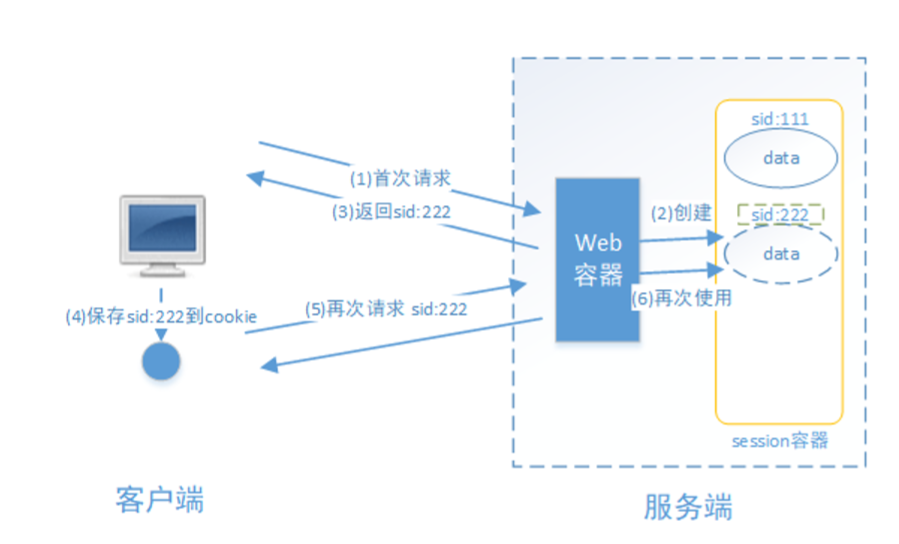 (1)首次请求
(3)返回sid:222
(4)保存sid:222到cookie
(5)再次请求 sid:222
Web
容器
(2)创建
(6)再次使用
sid:111
data
sid:222
data
session容器
客户端
服务端